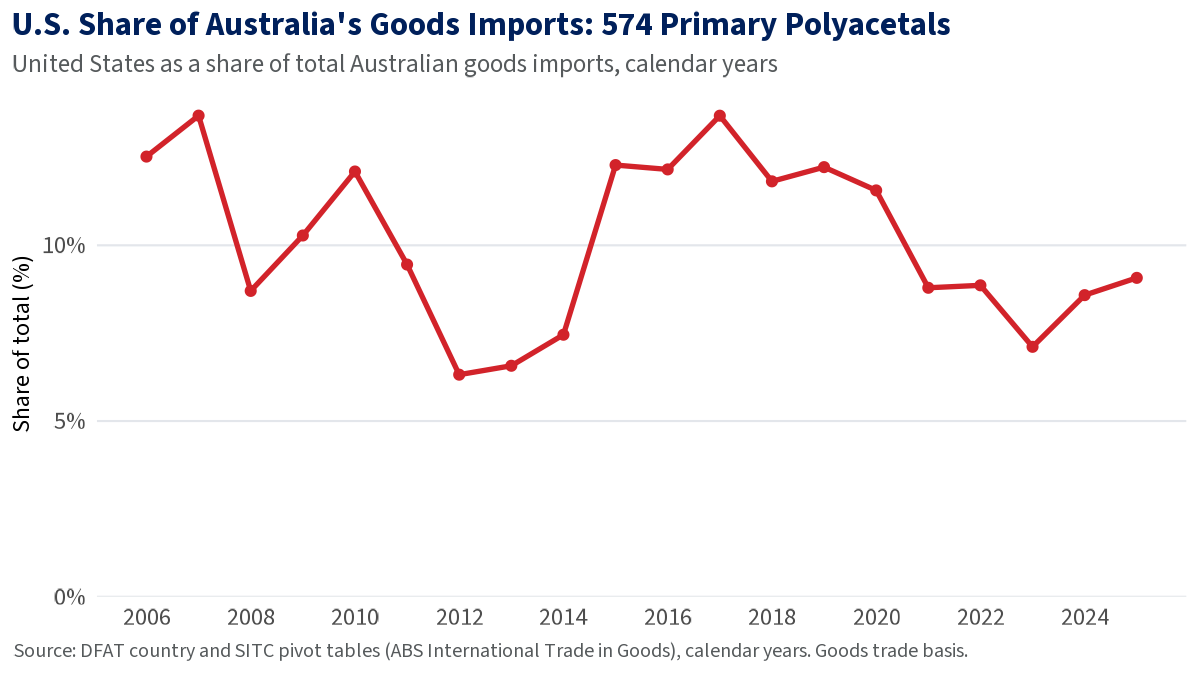 U.S. Share of Australia's Goods Imports: 574 Primary Polyacetals
United States as a share of total Australian goods imports, calendar years
Share of total (%)
10%
5%
0%
2006 2008 2010 2012 2014 2016 2018 2020 2022 2024
Source: DFAT country and SITC pivot tables (ABS International Trade in Goods), calendar years. Goods trade basis.